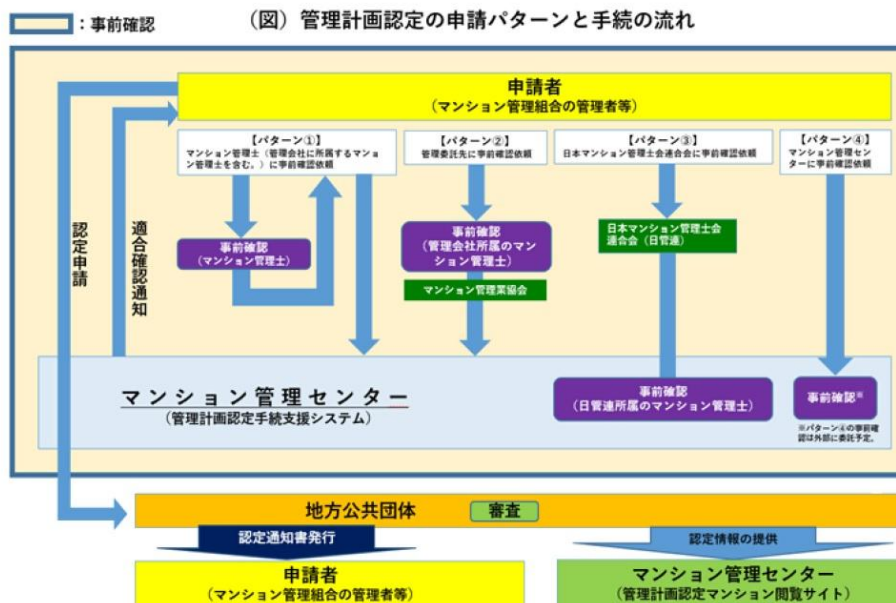 ：事前確認
（図）管理計画認定の申請パターンと手続の流れ
申請者
（マンション管理組合の管理者等）
【パターン①】
マンション管理士（管理会社に所属するマンション管理士を含む。）に事前確認依頼
【パターン②】
管理委託先に事前確認依頼
【パターン③】
日本マンション管理士会連合会に事前確認依頼
【パターン④】
マンション管理セン
ターに事前確認依頼
認定申請
適合確認通知
事前確認
（マンション管理士）
事前確認
（管理会社所属のマン
ション管理士）
マンション管理業協会
日本マンション管理士会
連合会（日管連）
マンション管理センター
（管理計画認定手続支援システム）
事前確認
（日管連所属のマンション管理士）
事前確認※
※パターン④の事前確
認は外部に委託予定。
地方公共団体
審査
認定通知書発行
認定情報の提供
申請者
（マンション管理組合の管理者等）
マンション管理センター
（管理計画認定マンション閲覧サイト）